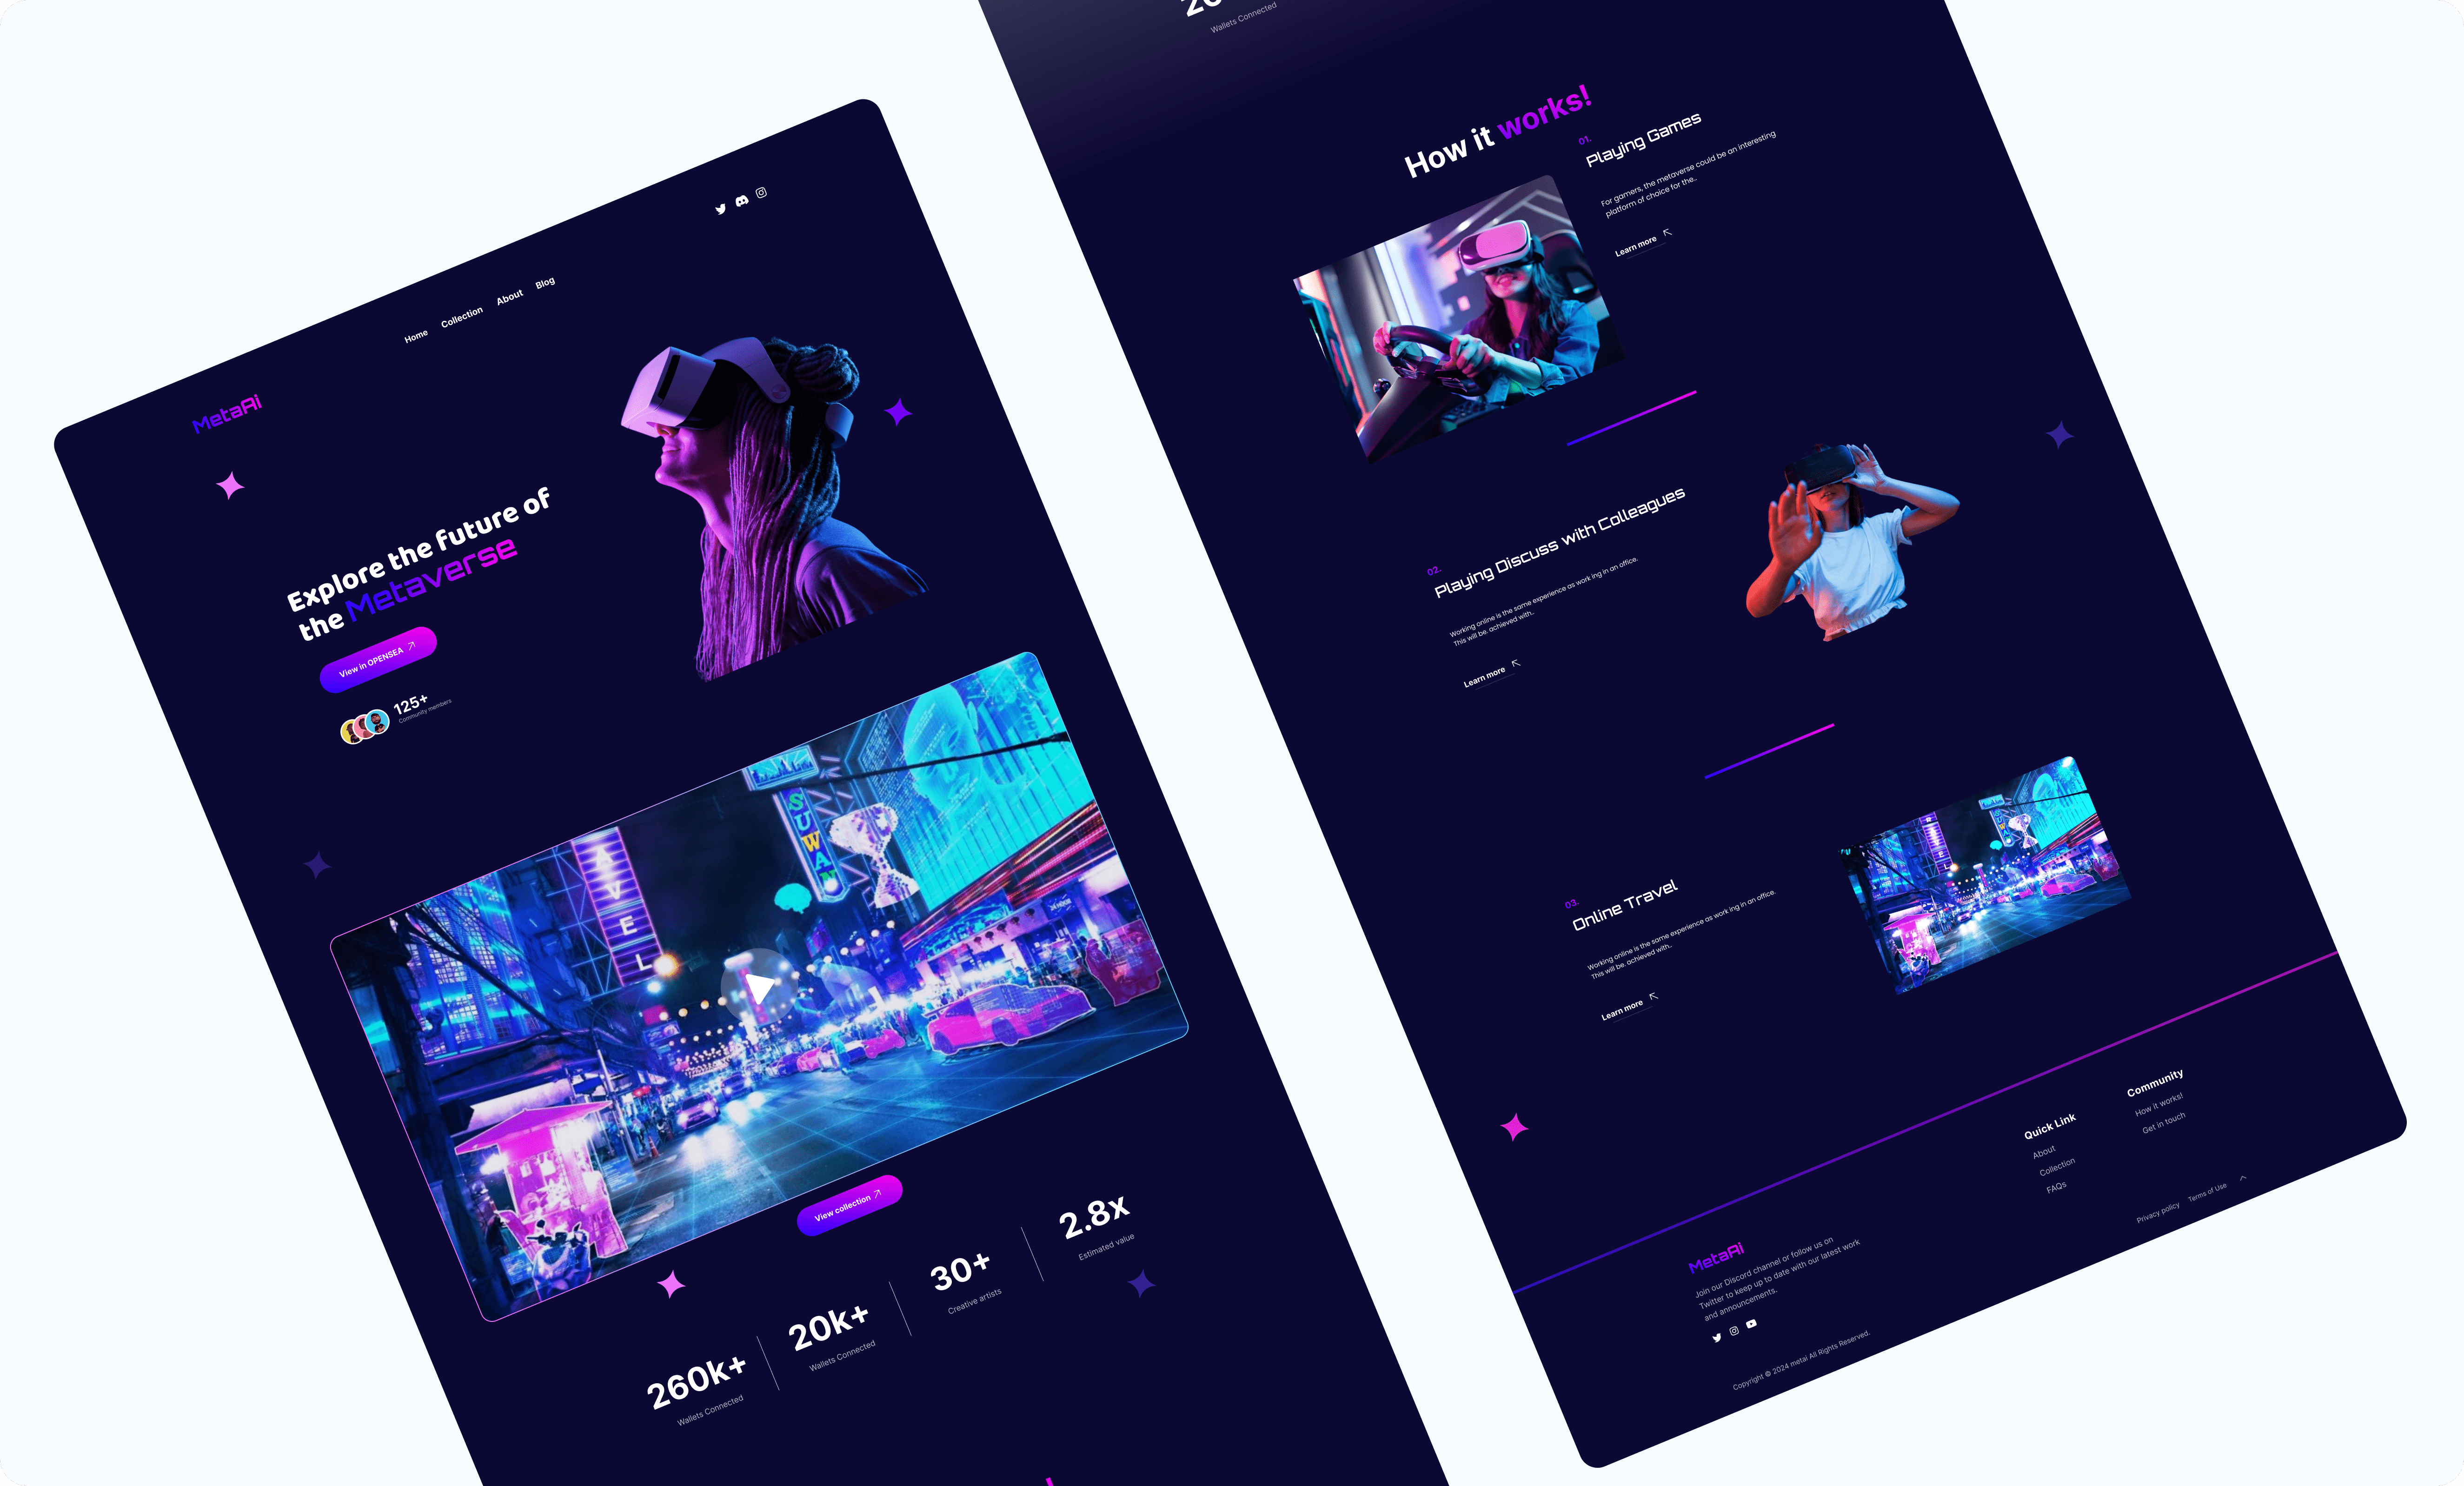 MetaAi
Home
Collection
About
Blog
Explore the future of
the Metaverse
View in OPENSEA
125+
Community members
AVEL
SUWAN
24 HOUR
View collection
260k+
Wallets Connected
20k+
Wallets Connected
30+
Creative artists
2.8x
Estimated value
Wallets Connected
How it works!
01.
Playing Games
For gamers, the metaverse could be an interesting
platform of choice for the..
Learn more
02.
Playing Discuss with Colleagues
Working online is the same experience as work ing in an office.
This will be. achieved with..
Learn more
03.
Online Travel
Working online is the same experience as work ing in an office.
This will be. achieved with..
Learn more
MetaAi
Join our Discord channel or follow us on
Twitter to keep up to date with our latest work
and announcements.
Quick Link
About
Collection
FAQs
Community
How it works!
Get in touch
Copyright © 2024 metai All Rights Reserved.
Privacy policy
Terms of Use